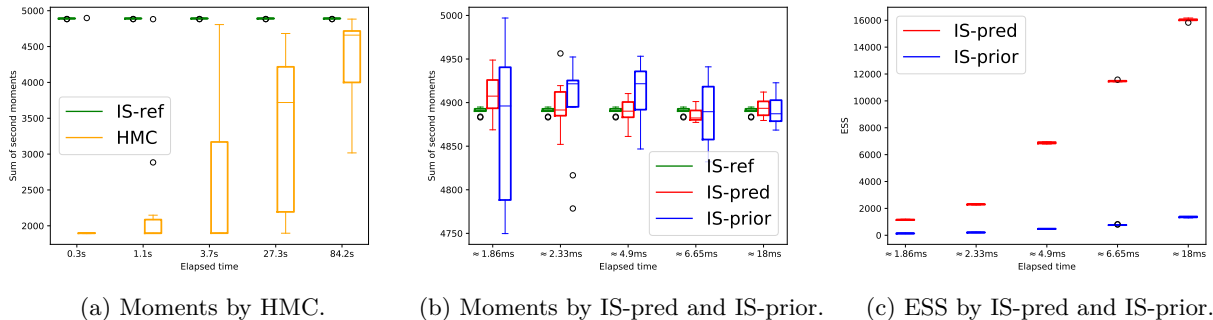 5000
4500
4000
3500
3000
2500
2000
Sum of second moments
IS-ref
HMC
0.3s 1.1s 3.7s 27.3s 84.2s
Elapsed time
5000
4950
4900
4850
4800
4750
Sum of second moments
IS-ref
IS-pred
IS-prior
≈ 1.86ms ≈ 2.33ms ≈ 4.9ms ≈ 6.65ms ≈ 18ms
Elapsed time
16000
14000
12000
10000
8000
6000
4000
2000
0
ESS
IS-pred
IS-prior
≈ 1.86ms ≈ 2.33ms ≈ 4.9ms ≈ 6.65ms ≈ 18ms
Elapsed time
(a) Moments by HMC.
(b) Moments by IS-pred and IS-prior.
(c) ESS by IS-pred and IS-prior.